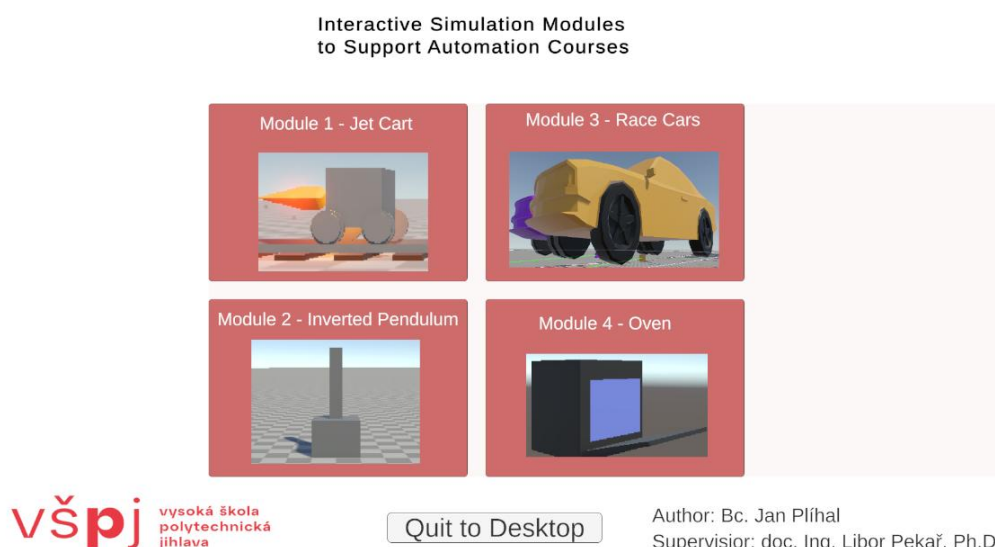 Interactive Simulation Modules
to Support Automation Courses
Module 1 - Jet Cart
Module 3 - Race Cars
Module 2 - Inverted Pendulum
Module 4 - Oven
všpj
vysoká škola
polytechnická
jihlava
Quit to Desktop
Author: Bc. Jan Plíhal
Supervisior: doc. Ing. Libor Pekař, Ph.D